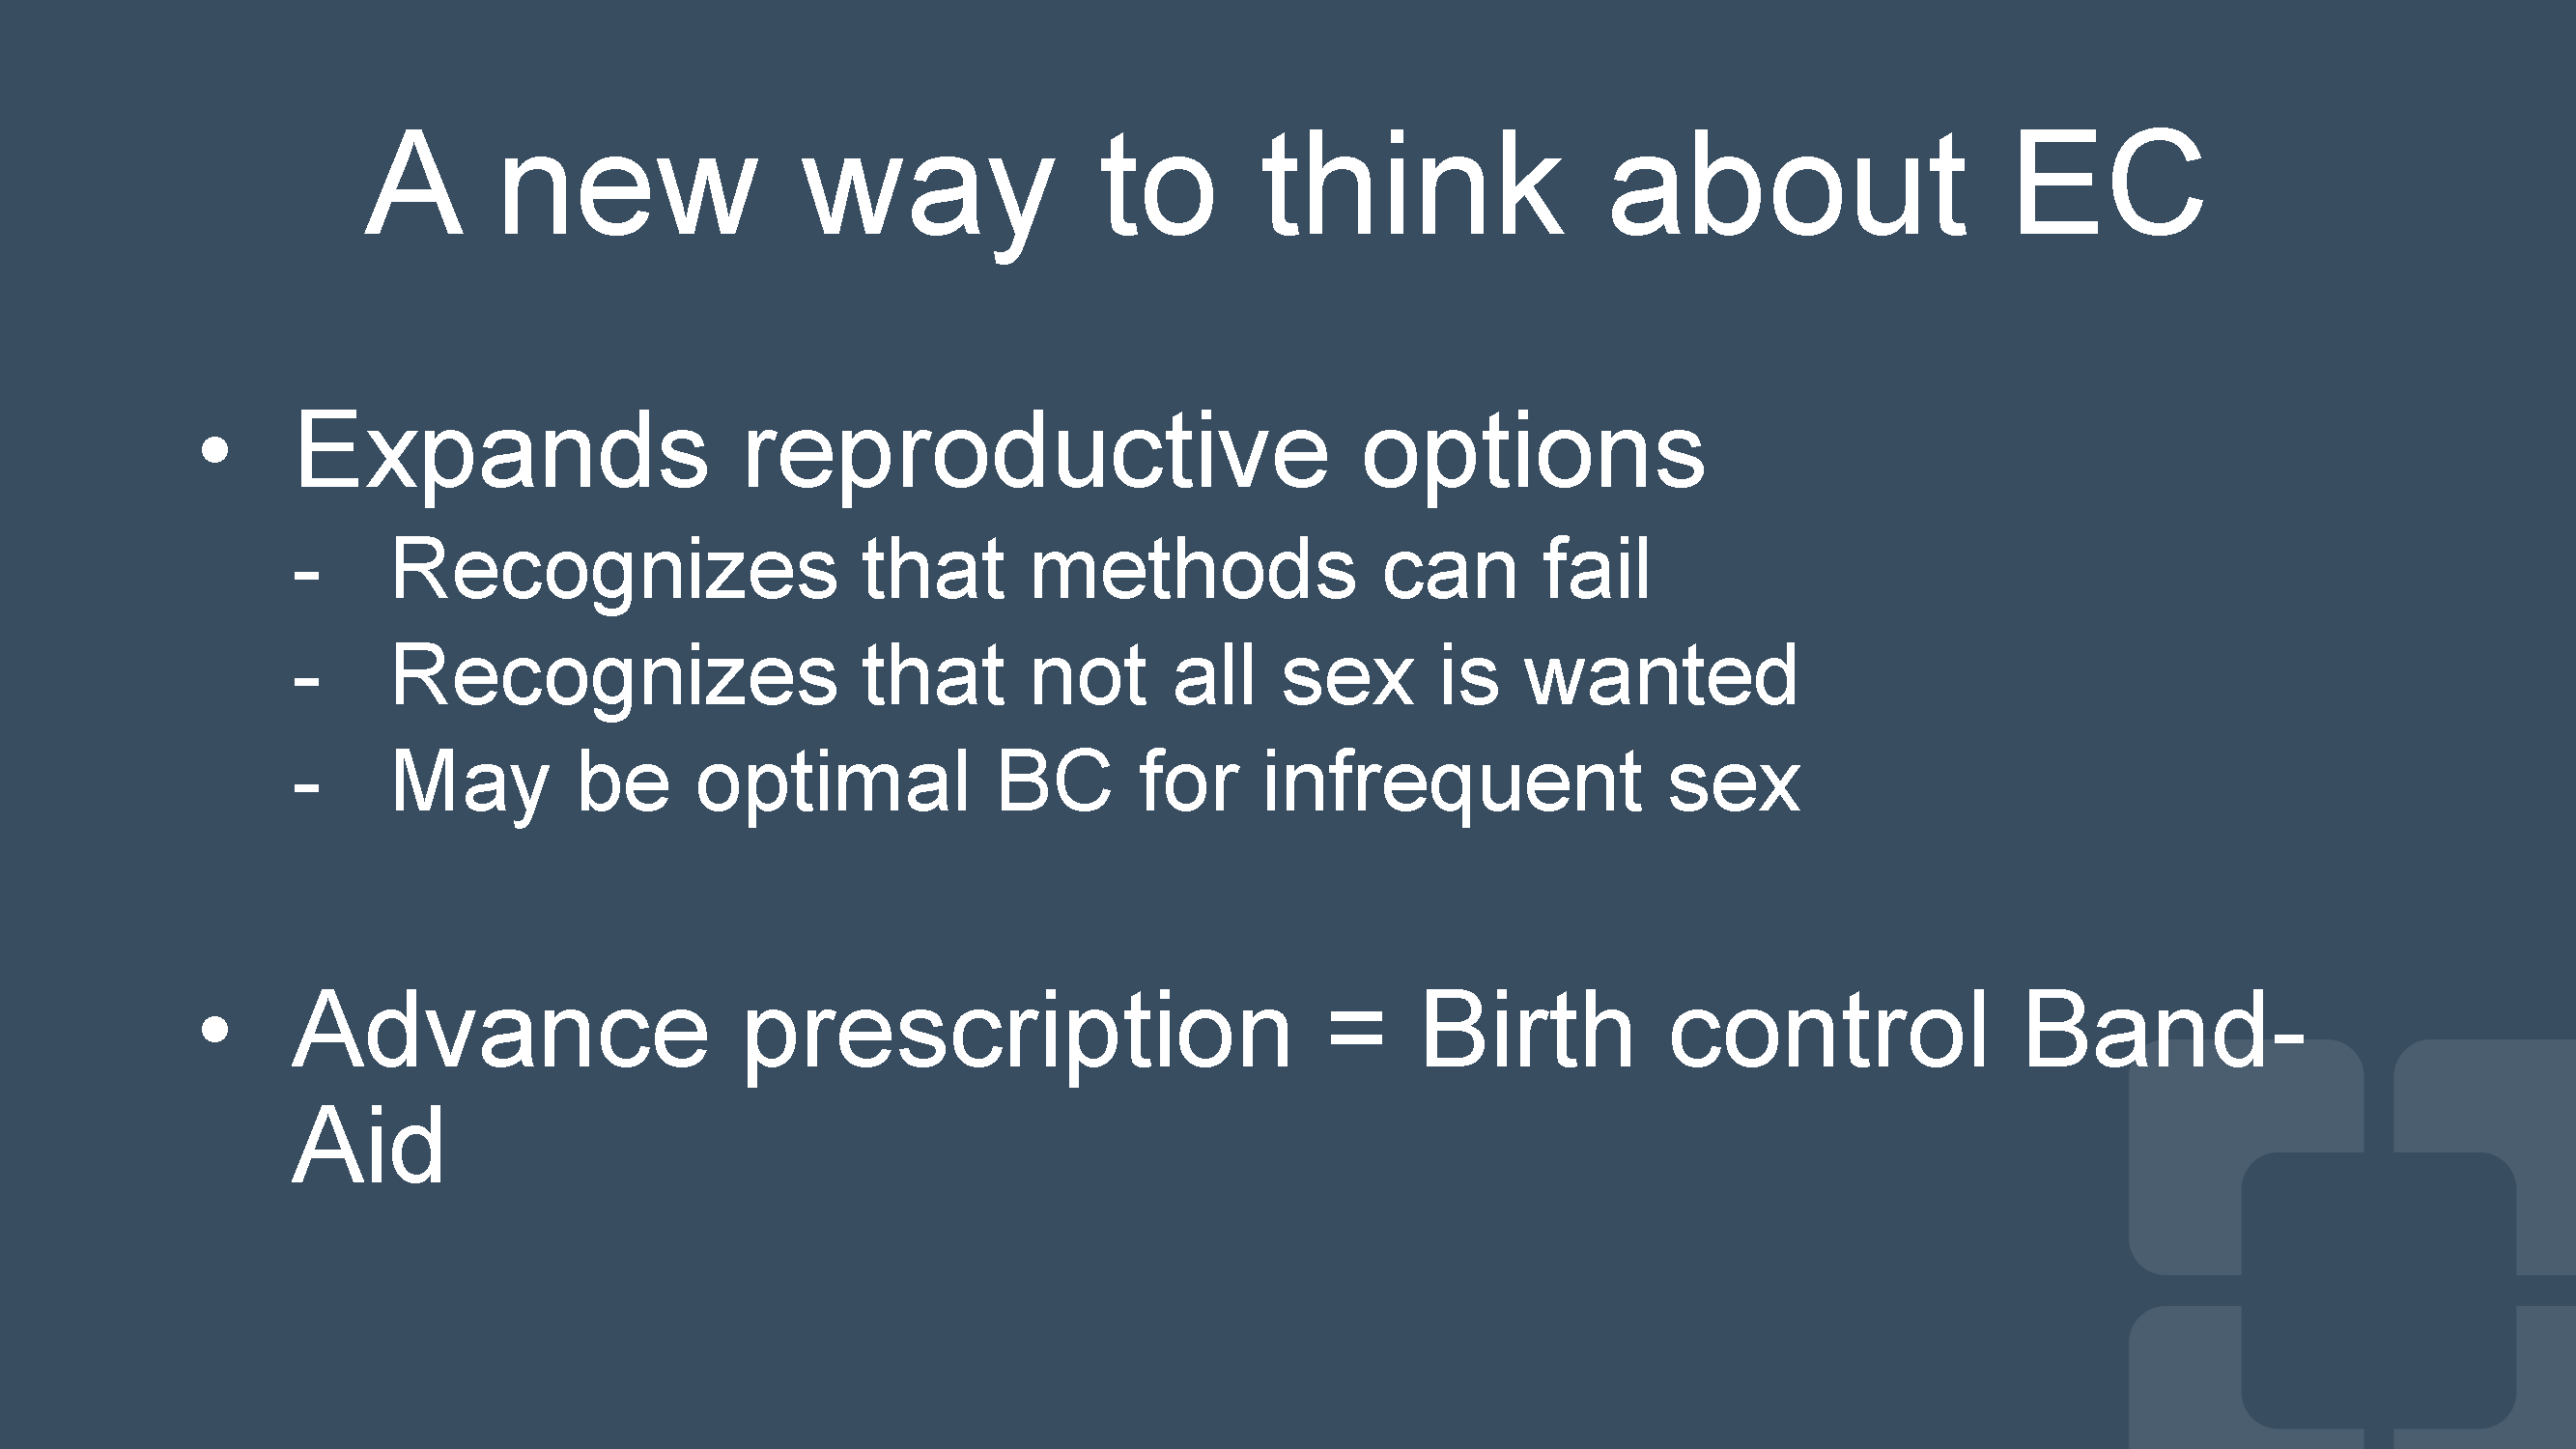 A new way to think about EC
• Expands reproductive options
- Recognizes that methods can fail
- Recognizes that not all sex is wanted
- May be optimal BC for infrequent sex
• Advance prescription = Birth control Band-
Aid